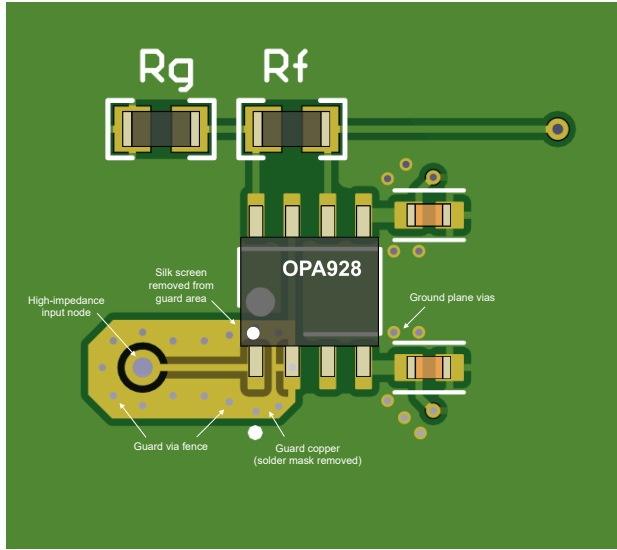 Rg
Rf
OPA928
Silk screen
removed from
guard area
High-impedance
input node
Ground plane vias
Guard via fence
Guard copper
(solder mask removed)